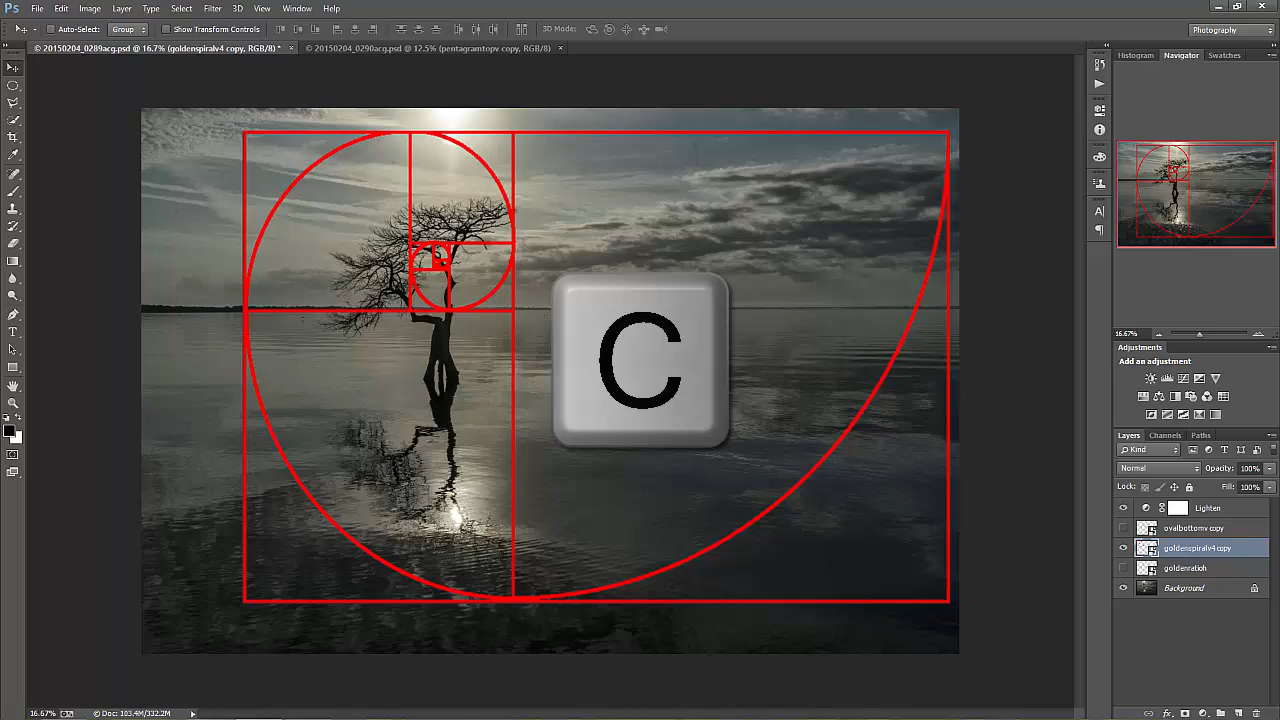 Ps File Edit Image Layer Type Select Filter 3D View Window Help
Auto-Select: Group Show Transform Controls 3D Mode: Photography
© 20150204_0289acg.psd @ 16.7% (goldenspiralv4 copy, RGB/8) * × © 20150204_0290acg.psd @ 12.5% (pentagramtopv copy, RGB/8) ×
Histogram Navigator Swatches
C
16.67%
Adjustments
Add an adjustment
Layers Channels Paths
Kind
Normal Opacity: 100%
Lock: Fill: 100%
Lighten
ovalbottomv copy
goldenspiralv4 copy
goldenratioh
Background
16.67% © Doc: 103.4M/332.2M